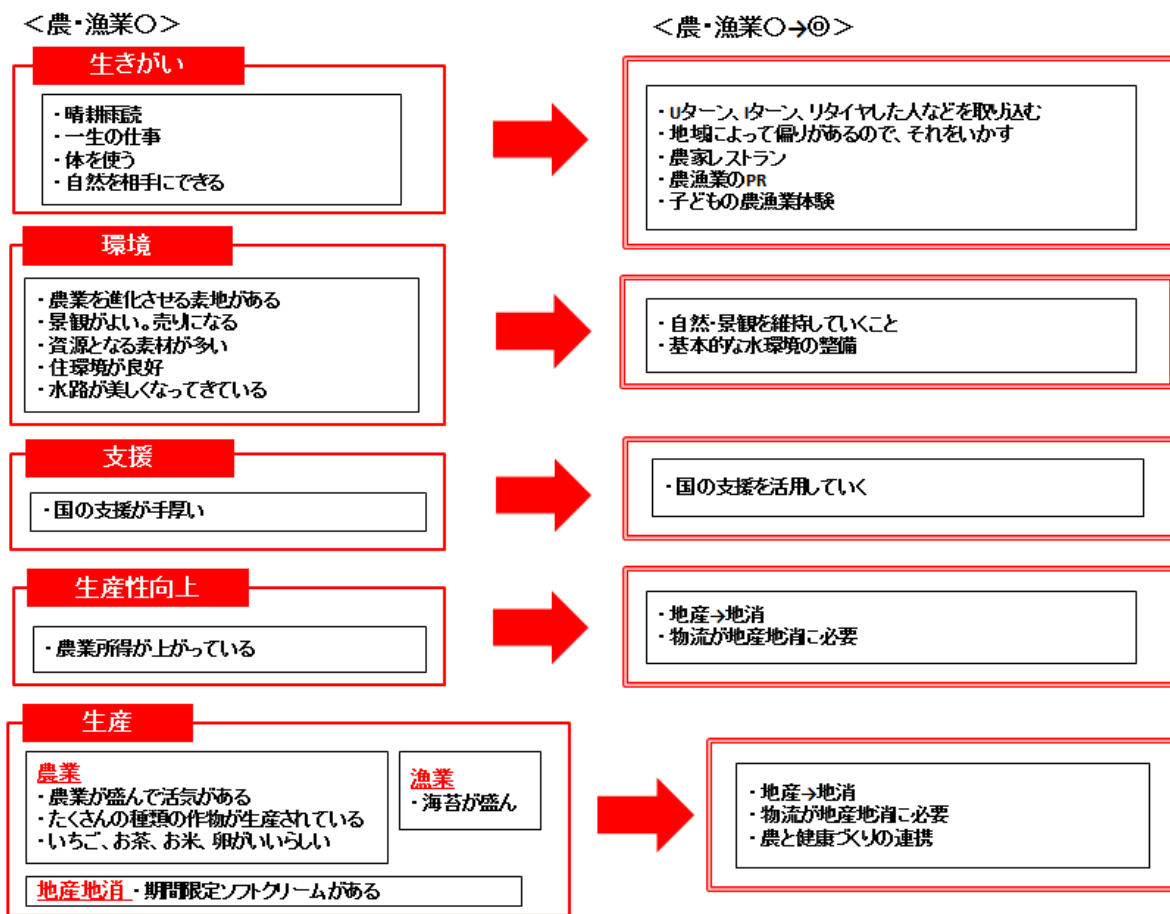 ＜農・漁業○＞
＜農・漁業○→◎＞
生きがい
・晴耕雨読
・一生の仕事
・体を使う
・自然を相手にできる
・Uターン、Iターン、リタイヤした人などを取り込む
・地域によって偏りがあるので、それをいかす
・農家レストラン
・農漁業のPR
・子どもの農漁業体験
環境
・農業を進化させる素地がある
・景観がよい。売りになる
・資源となる素材が多い
・住環境が良好
・水路が美しくなってきている
・自然・景観を維持していくこと
・基本的な水環境の整備
支援
・国の支援が手厚い
・国の支援を活用していく
生産性向上
・農業所得が上がっている
・地産→地消
・物流が地産地消に必要
生産
農業
・農業が盛んで活気がある
・たくさんの種類の作物が生産されている
・いちご、お茶、お米、卵がいいらしい
漁業
・海苔が盛ん
地産地消 ・期間限定ソフトクリームがある
・地産→地消
・物流が地産地消に必要
・農と健康づくりの連携